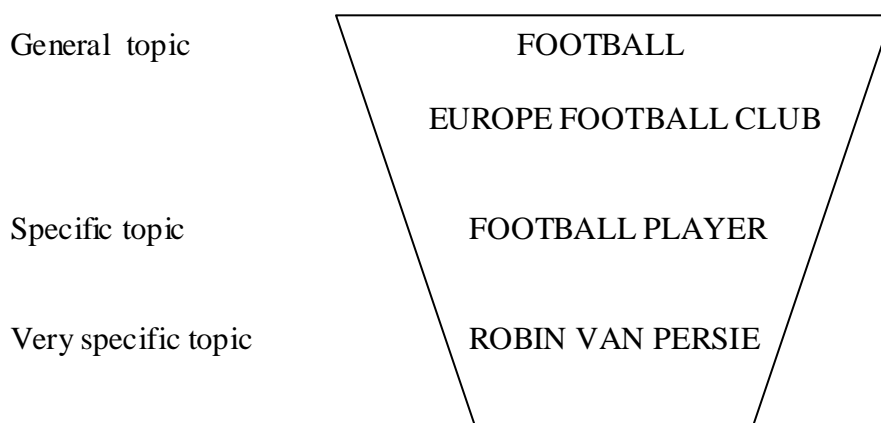 General topic FOOTBALL
EUROPE FOOTBALL CLUB
Specific topic FOOTBALL PLAYER
Very specific topic ROBIN VAN PERSIE